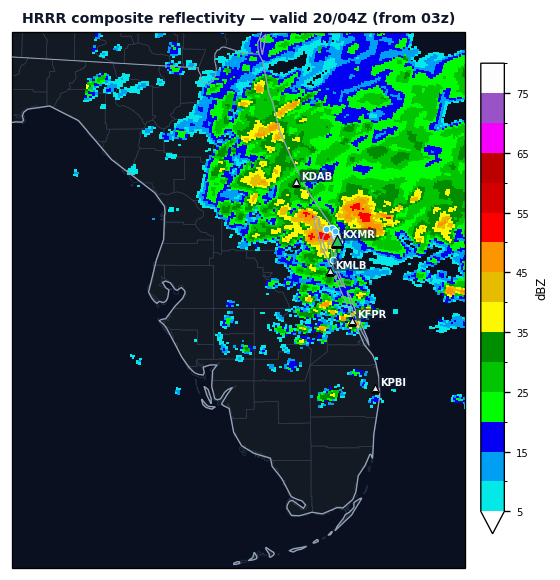 HRRR composite reflectivity — valid 20/04Z (from 03z)
KDAB
KXMR
KMLB
KFPR
KPBI
75
65
55
45
35
25
15
5
dBZ